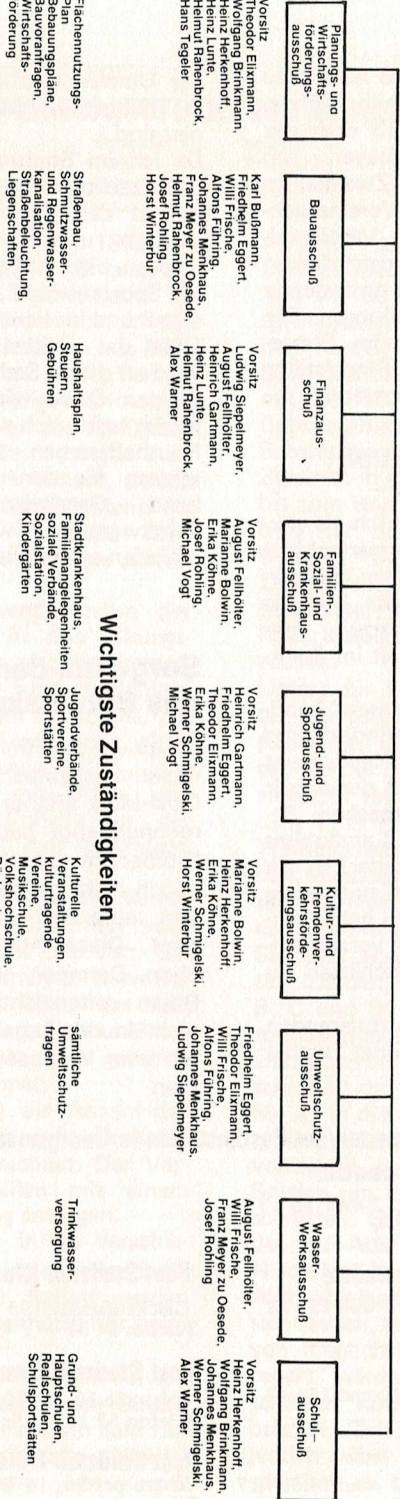 Planungs- und
Wirtschafts-
förderungs-
ausschuß
Vorsitz
Theodor Elixmann,
Wolfgang Brinkmann,
Heinz Herkenhoff,
Heinz Lunte,
Helmut Rahenbrock,
Hans Tegeler
Bauausschuß
Karl Bußmann,
Friedhelm Eggert,
Willi Frische,
Alfons Führing,
Johannes Menkhaus,
Franz Meyer zu Oesede,
Helmut Rahenbrock,
Josef Rohling,
Horst Winterbur
Finanzaus-
schuß
Vorsitz
Ludwig Siepelmeyer,
August Fellhölter,
Heinrich Gartmann,
Heinz Lunte,
Helmut Rahenbrock,
Alex Warner
Familien-,
Sozial- und
Krankenhaus-
ausschuß
Vorsitz
August Fellhölter,
Marianne Bolwin,
Erika Köhne,
Josef Rohling,
Michael Vogt
Jugend- und
Sportausschuß
Vorsitz
Heinrich Gartmann,
Friedhelm Eggert,
Theodor Elixmann,
Erika Köhne,
Werner Schmigelski,
Michael Vogt
Kultur- und
Fremdenver-
kehrsförde-
rungsausschuß
Vorsitz
Marianne Bolwin,
Heinz Herkenhoff,
Erika Köhne,
Werner Schmigelski,
Horst Winterbur
Umweltschutz-
ausschuß
Friedhelm Eggert,
Theodor Elixmann,
Willi Frische,
Alfons Führing,
Johannes Menkhaus,
Ludwig Siepelmeyer
Wasser-
Werksausschuß
August Fellhölter,
Willi Frische,
Franz Meyer zu Oesede,
Josef Rohling
Schul-
ausschuß
Vorsitz
Heinz Herkenhoff,
Wolfgang Brinkmann,
Johannes Menkhaus,
Werner Schmigelski,
Alex Warner
Wichtigste Zuständigkeiten
Flächennutzungs-
Plan
Bebauungspläne,
Bauvoranfragen,
Wirtschafts-
förderung
Straßenbau,
Schmutzwasser-
und Regenwasser-
kanalisation,
Straßenbeleuchtung,
Liegenschaften
Haushaltsplan,
Steuern,
Gebühren
Stadtkrankenhaus,
Familienangelegenheiten
soziale Verbände,
Sozialstation,
Kindergärten
Jugendverbände,
Sportvereine,
Sportstätten
Kulturelle
Veranstaltungen,
kulturtragende
Vereine,
Musikschule,
Volkshochschule,
sämtliche
Umweltschutz-
fragen
Trinkwasser-
versorgung
Grund- und
Hauptschulen,
Realschulen,
Schulsportstätten